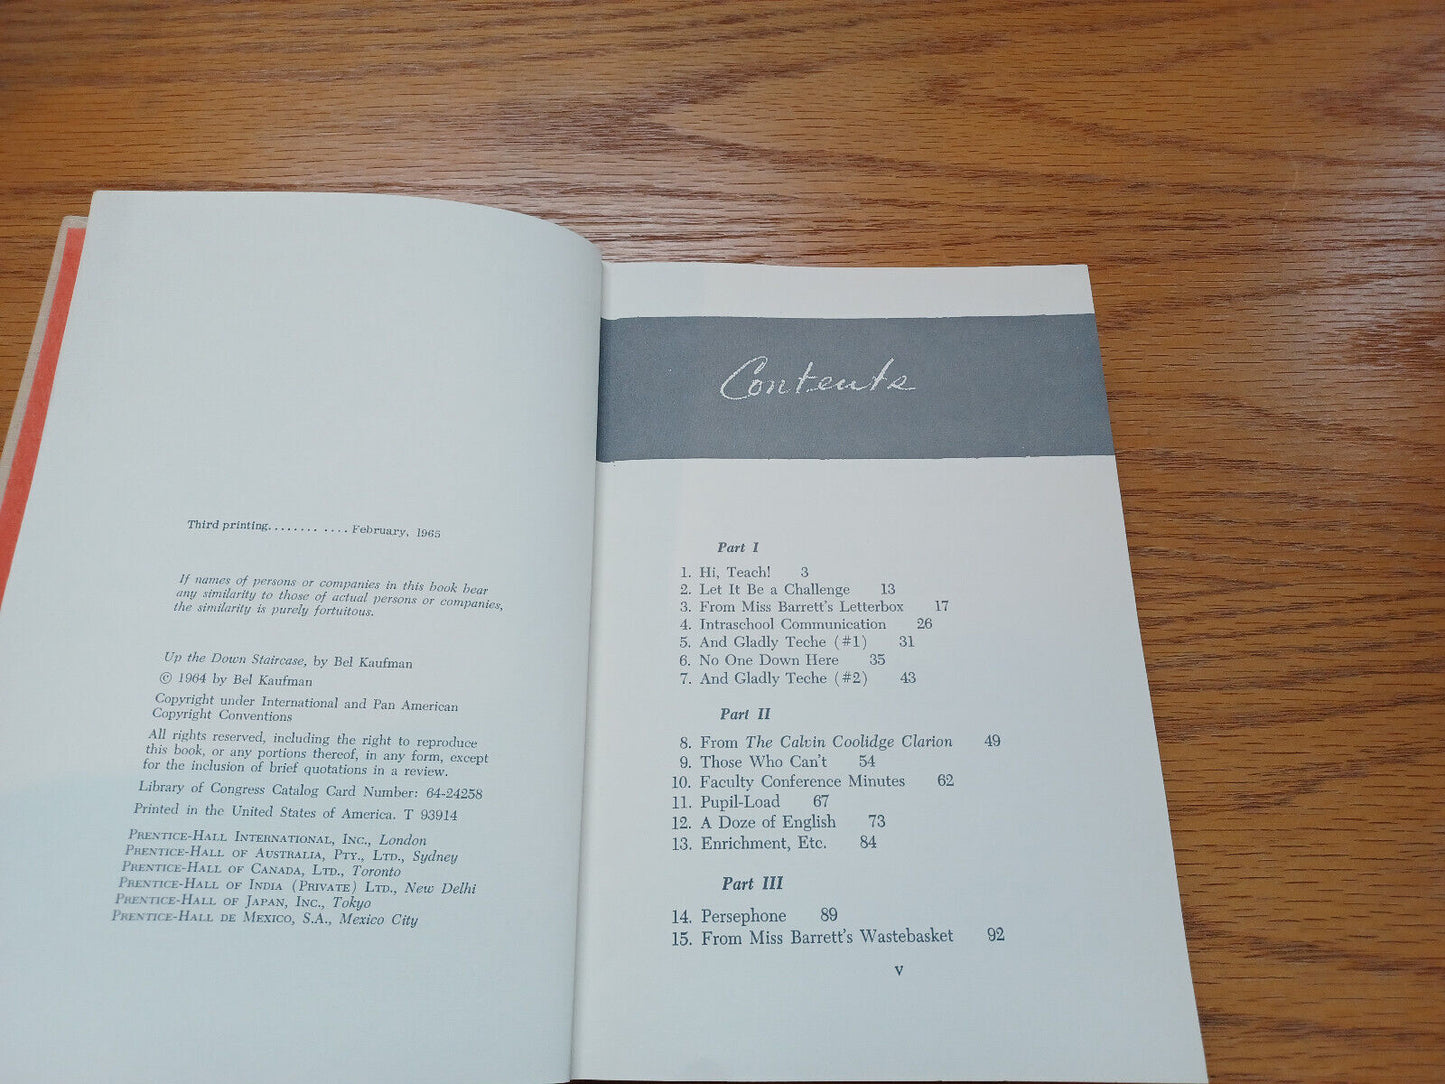 Third printing........ ....February, 1965
If names of persons or companies in this book bear
any similarity to those of actual persons or companies,
the similarity is purely fortuitous.
Up the Down Staircase, by Bel Kaufman
© 1964 by Bel Kaufman
Copyright under International and Pan American
Copyright Conventions
All rights reserved, including the right to reproduce
this book, or any portions thereof, in any form, except
for the inclusion of brief quotations in a review.
Library of Congress Catalog Card Number: 64-24258
Printed in the United States of America. T 93914
PRENTICE-HALL INTERNATIONAL, INC., London
PRENTICE-HALL OF AUSTRALIA, PTY., LTD., Sydney
PRENTICE-HALL OF CANADA, LTD., Toronto
PRENTICE-HALL OF INDIA (PRIVATE) LTD., New Delhi
PRENTICE-HALL OF JAPAN, INC., Tokyo
PRENTICE-HALL DE MEXICO, S.A., Mexico City
Contents
Part I
1. Hi, Teach! 3
2. Let It Be a Challenge 13
3. From Miss Barrett's Letterbox 17
4. Intraschool Communication 26
5. And Gladly Teche (#1) 31
6. No One Down Here 35
7. And Gladly Teche (#2) 43
Part II
8. From The Calvin Coolidge Clarion 49
9. Those Who Can't 54
10. Faculty Conference Minutes 62
11. Pupil-Load 67
12. A Doze of English 73
13. Enrichment, Etc. 84
Part III
14. Persephone 89
15. From Miss Barrett's Wastebasket 92
v